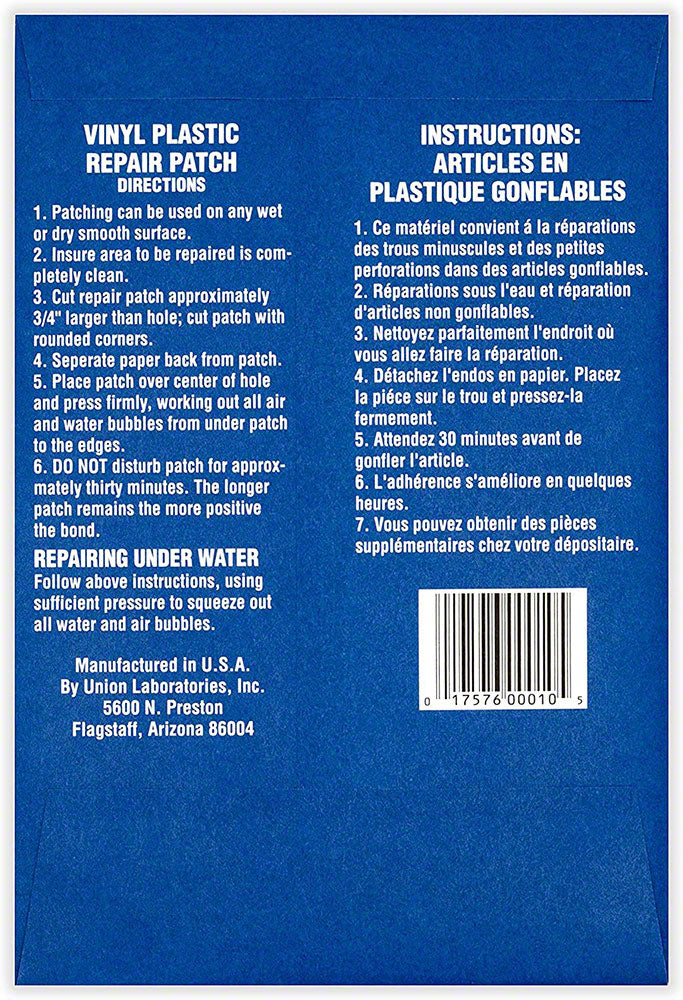 VINYL PLASTIC
REPAIR PATCH
DIRECTIONS
1. Patching can be used on any wet
or dry smooth surface.
2. Insure area to be repaired is com-
pletely clean.
3. Cut repair patch approximately
3/4" larger than hole; cut patch with
rounded corners.
4. Seperate paper back from patch.
5. Place patch over center of hole
and press firmly, working out all air
and water bubbles from under patch
to the edges.
6. DO NOT disturb patch for approx-
mately thirty minutes. The longer
patch remains the more positive
the bond.
REPAIRING UNDER WATER
Follow above instructions, using
sufficient pressure to squeeze out
all water and air bubbles.
Manufactured in U.S.A.
By Union Laboratories, Inc.
5600 N. Preston
Flagstaff, Arizona 86004
INSTRUCTIONS:
ARTICLES EN
PLASTIQUE GONFLABLES
1. Ce matériel convient á la réparations
des trous minuscules et des petites
perforations dans des articles gonflables.
2. Réparations sous l'eau et réparation
d'articles non gonflables.
3. Nettoyez parfaitement l'endroit où
vous allez faire la réparation.
4. Détachez l'endos en papier. Placez
la piéce sur le trou et pressez-la
fermement.
5. Attendez 30 minutes avant de
gonfler l'article.
6. L'adhérence s'améliore en quelques
heures.
7. Vous pouvez obtenir des pièces
supplémentaires chez votre dépositaire.
0 17576 00010 5